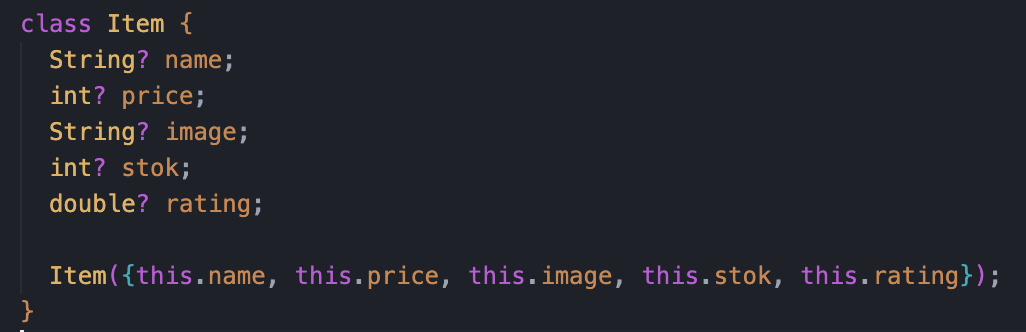 class Item {
  String? name;
  int? price;
  String? image;
  int? stok;
  double? rating;

  Item({this.name, this.price, this.image, this.stok, this.rating});
}